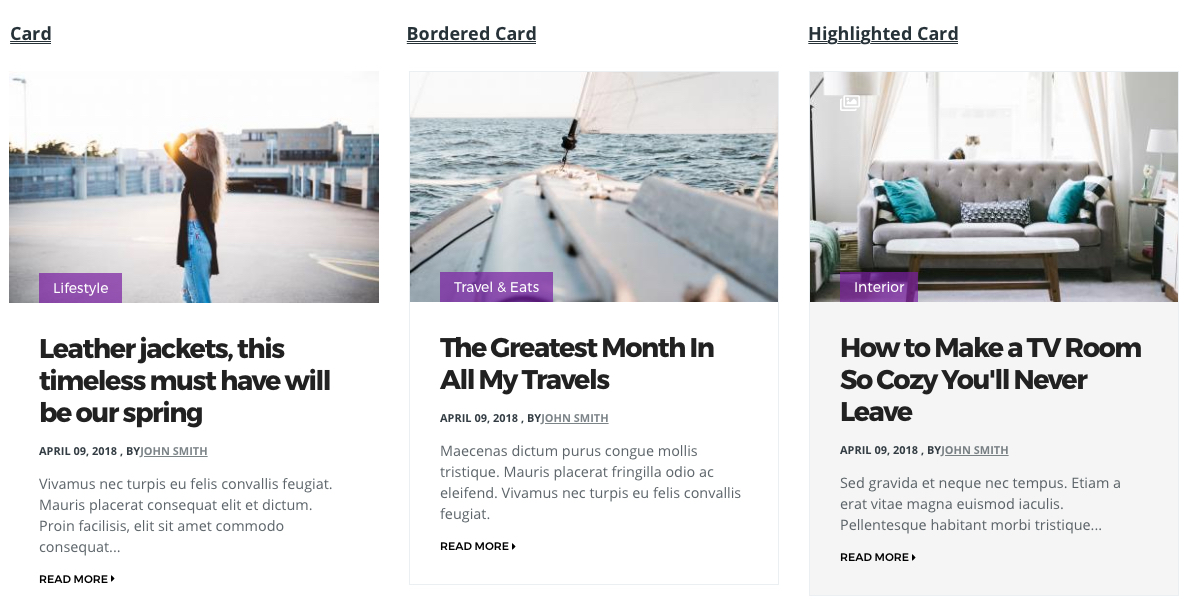 Card
Lifestyle
Leather jackets, this
timeless must have will
be our spring
APRIL 09, 2018 , BYJOHN SMITH
Vivamus nec turpis eu felis convallis feugiat.
Mauris placerat consequat elit et dictum.
Proin facilisis, elit sit amet commodo
consequat...
READ MORE
Bordered Card
Travel & Eats
The Greatest Month In
All My Travels
APRIL 09, 2018 , BYJOHN SMITH
Maecenas dictum purus congue mollis
tristique. Mauris placerat fringilla odio ac
eleifend. Vivamus nec turpis eu felis convallis
feugiat.
READ MORE
Highlighted Card
Interior
How to Make a TV Room
So Cozy You'll Never
Leave
APRIL 09, 2018 , BYJOHN SMITH
Sed gravida et neque nec tempus. Etiam a
erat vitae magna euismod iaculis.
Pellentesque habitant morbi tristique...
READ MORE